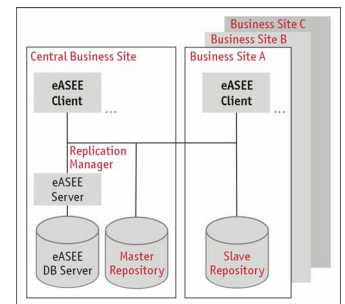 Business Site C
Business Site B
Central Business Site
Business Site A
eASEE
Client
...
eASEE
Client
...
Replication
Manager
eASEE
Server
eASEE
DB Server
Master
Repository
Slave
Repository